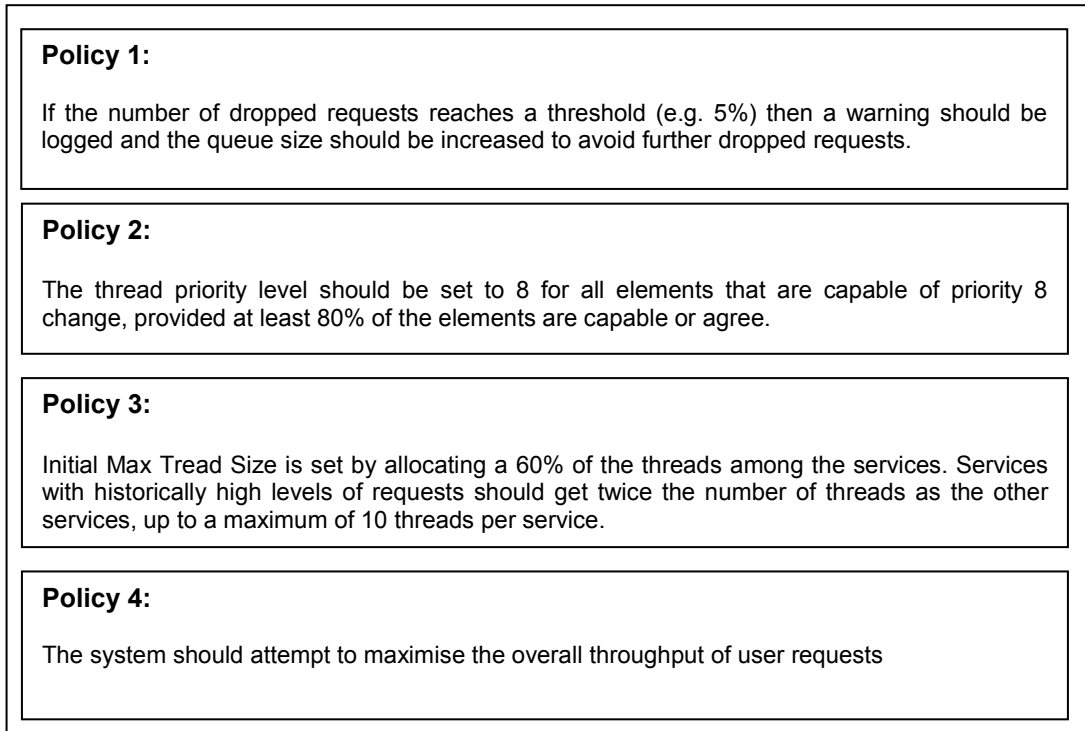 Policy 1:
If the number of dropped requests reaches a threshold (e.g. 5%) then a warning should be
logged and the queue size should be increased to avoid further dropped requests.
Policy 2:
The thread priority level should be set to 8 for all elements that are capable of priority 8
change, provided at least 80% of the elements are capable or agree.
Policy 3:
Initial Max Tread Size is set by allocating a 60% of the threads among the services. Services
with historically high levels of requests should get twice the number of threads as the other
services, up to a maximum of 10 threads per service.
Policy 4:
The system should attempt to maximise the overall throughput of user requests